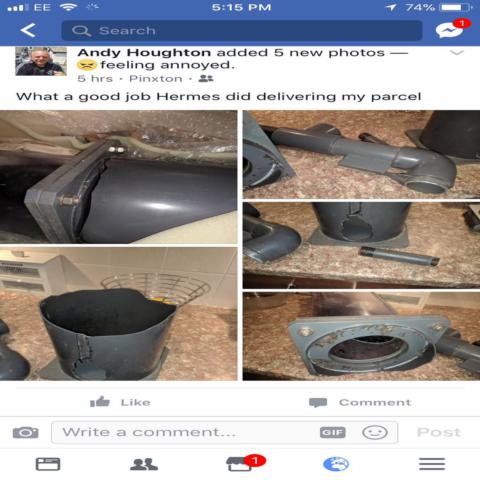 EE 5:15 PM 74%
Search
1
Andy Houghton added 5 new photos —
feeling annoyed.
5 hrs · Pinxton ·
What a good job Hermes did delivering my parcel
Like Comment
Write a comment... GIF Post
1